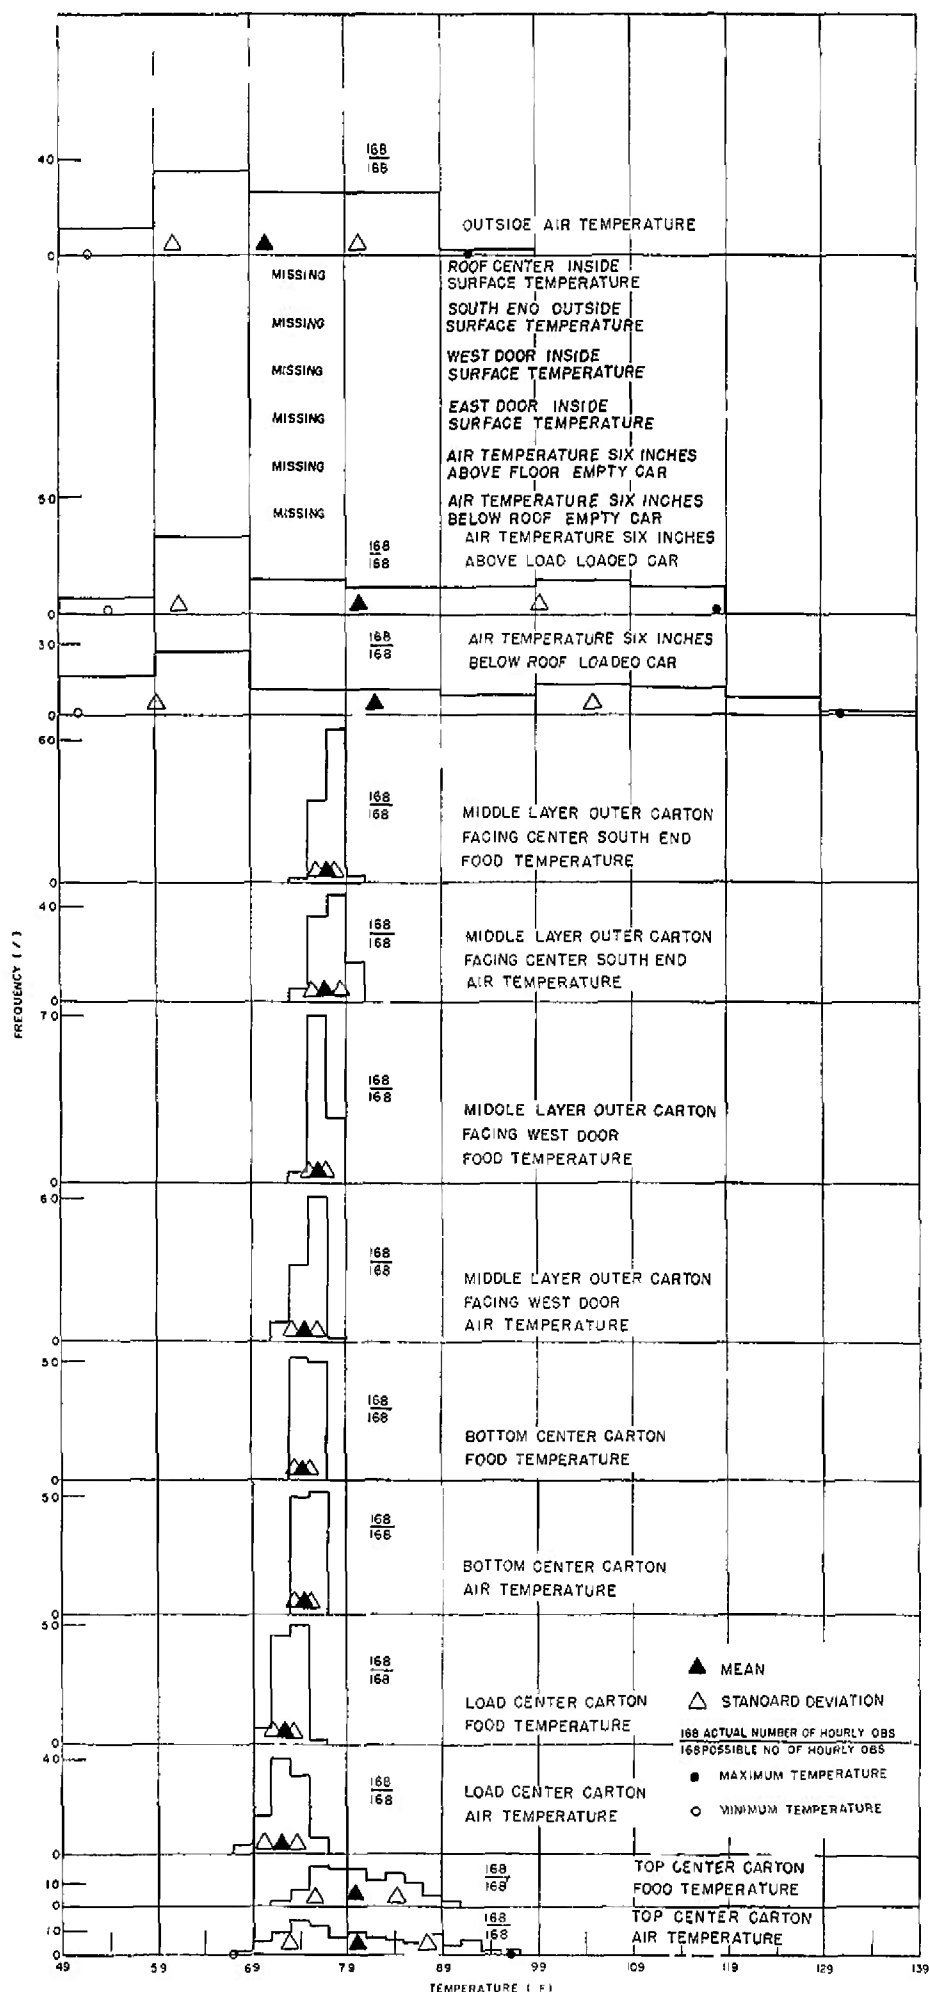 40
168
168
OUTSIDE AIR TEMPERATURE
0
MISSING
ROOF CENTER INSIDE
SURFACE TEMPERATURE
MISSING
SOUTH END OUTSIDE
SURFACE TEMPERATURE
MISSING
WEST DOOR INSIDE
SURFACE TEMPERATURE
MISSING
EAST DOOR INSIDE
SURFACE TEMPERATURE
MISSING
AIR TEMPERATURE SIX INCHES
ABOVE FLOOR EMPTY CAR
50
MISSING
AIR TEMPERATURE SIX INCHES
BELOW ROOF EMPTY CAR
168
168
AIR TEMPERATURE SIX INCHES
ABOVE LOAD LOADED CAR
0
30
168
168
AIR TEMPERATURE SIX INCHES
BELOW ROOF LOADED CAR
0
60
168
168
MIDDLE LAYER OUTER CARTON
FACING CENTER SOUTH END
FOOD TEMPERATURE
0
40
168
168
MIDDLE LAYER OUTER CARTON
FACING CENTER SOUTH END
AIR TEMPERATURE
0
FREQUENCY (/)
70
168
168
MIDDLE LAYER OUTER CARTON
FACING WEST DOOR
FOOD TEMPERATURE
0
60
168
168
MIDDLE LAYER OUTER CARTON
FACING WEST DOOR
AIR TEMPERATURE
0
50
168
168
BOTTOM CENTER CARTON
FOOD TEMPERATURE
0
50
168
168
BOTTOM CENTER CARTON
AIR TEMPERATURE
0
50
168
168
LOAD CENTER CARTON
FOOD TEMPERATURE
0
MEAN
STANDARD DEVIATION
168 ACTUAL NUMBER OF HOURLY OBS
168 POSSIBLE NO OF HOURLY OBS
MAXIMUM TEMPERATURE
MINIMUM TEMPERATURE
40
168
168
LOAD CENTER CARTON
AIR TEMPERATURE
0
10
168
168
TOP CENTER CARTON
FOOD TEMPERATURE
0
10
168
168
TOP CENTER CARTON
AIR TEMPERATURE
0
49 59 69 79 89 99 109 119 129 139
TEMPERATURE ( F)